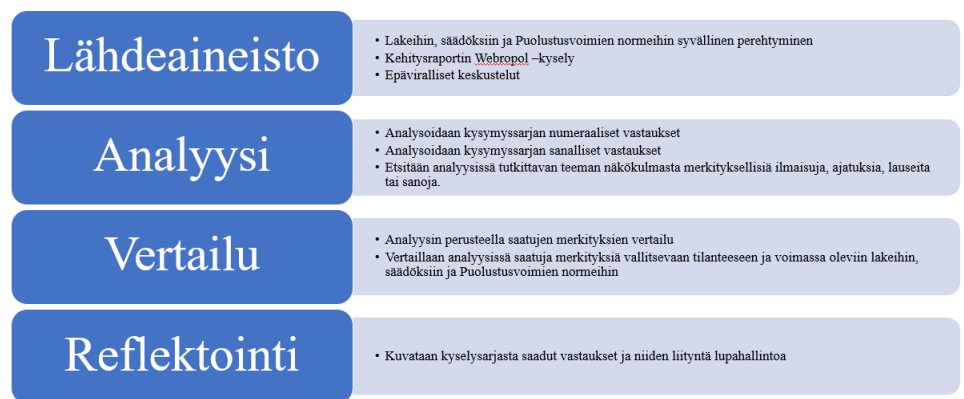 Lähdeaineisto
• Lakeihin, säädöksiin ja Puolustusvoimien normeihin syvällinen perehtyminen
• Kehitysraportin Webropol –kysely
• Epäviralliset keskustelut
Analyysi
• Analysoidaan kysymyssarjan numeraaliset vastaukset
• Analysoidaan kysymyssarjan sanalliset vastaukset
• Etsitään analyysissä tutkittavan teeman näkökulmasta merkityksellisiä ilmaisuja, ajatuksia, lauseita
tai sanoja.
Vertailu
• Analyysin perusteella saatujen merkityksien vertailu
• Vertaillaan analyysissä saatuja merkityksiä vallitsevaan tilanteeseen ja voimassa oleviin lakeihin,
säädöksiin ja Puolustusvoimien normeihin
Reflektointi
• Kuvataan kyselysarjasta saadut vastaukset ja niiden liityntä lupahallintoa